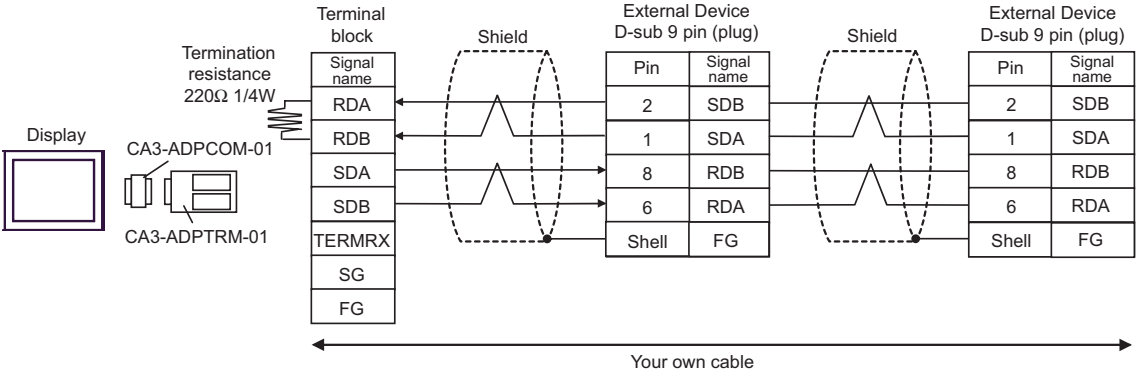 Display
CA3-ADPCOM-01
CA3-ADPTRM-01
Termination
resistance
220Ω 1/4W
Terminal
block
Signal
name
RDA
RDB
SDA
SDB
TERMRX
SG
FG
Shield
External Device
D-sub 9 pin (plug)
Pin Signal
name
2 SDB
1 SDA
8 RDB
6 RDA
Shell FG
Shield
External Device
D-sub 9 pin (plug)
Pin Signal
name
2 SDB
1 SDA
8 RDB
6 RDA
Shell FG
Your own cable